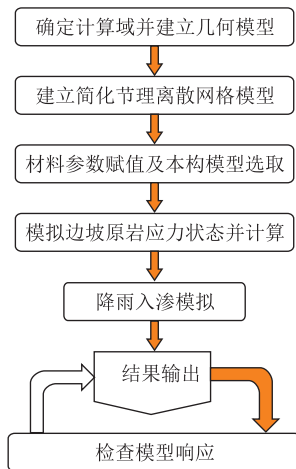 确定计算域并建立几何模型
建立简化节理离散网格模型
材料参数赋值及本构模型选取
模拟边坡原岩应力状态并计算
降雨入渗模拟
结果输出
检查模型响应